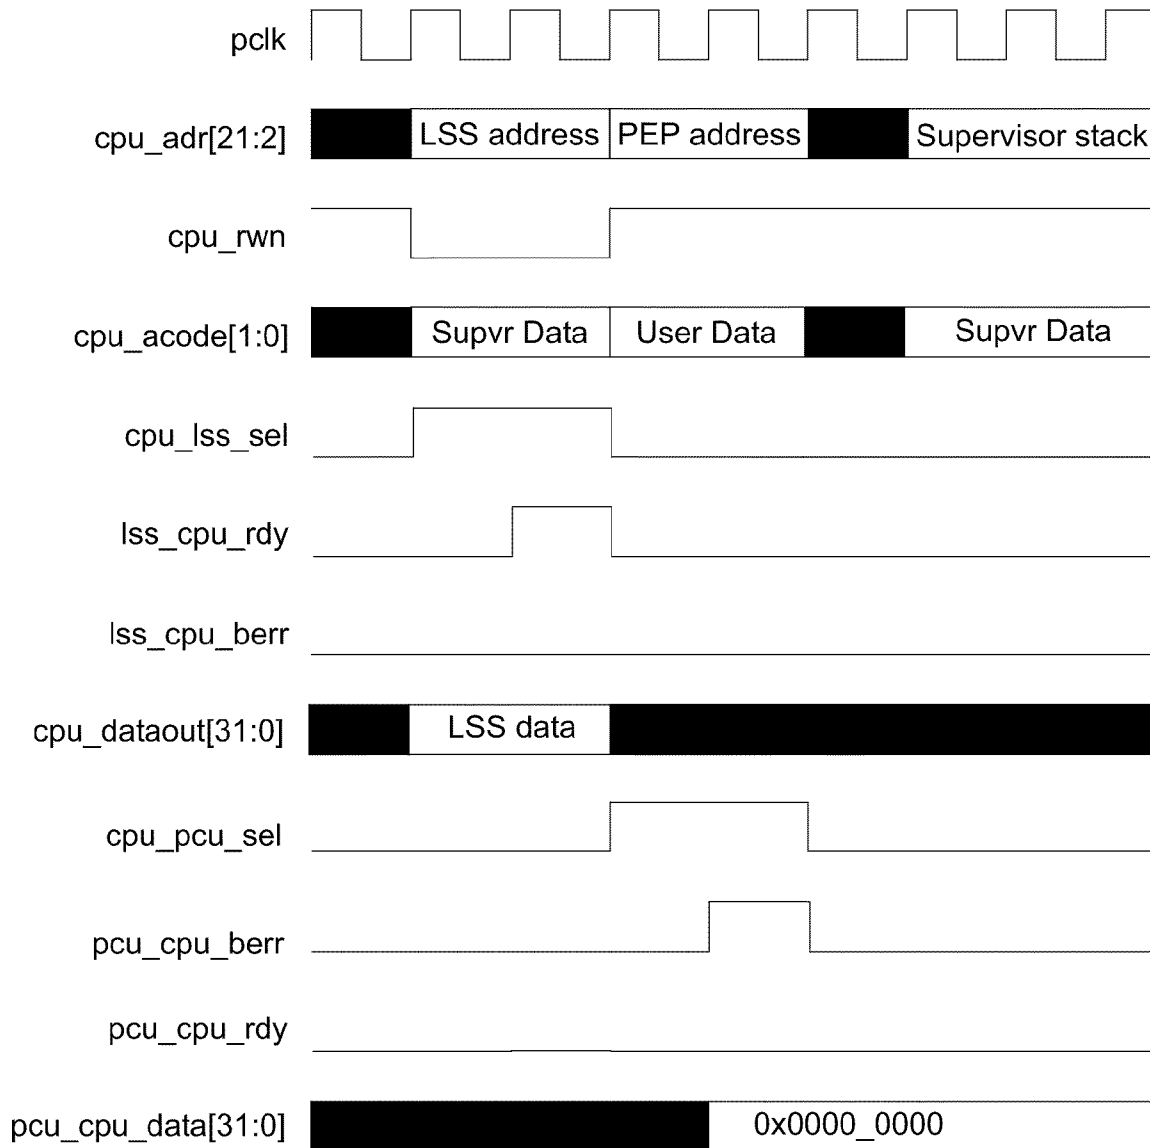 pclk
cpu_adr[21:2] LSS address PEP address Supervisor stack
cpu_rwn
cpu_acode[1:0] Supvr Data User Data Supvr Data
cpu_lss_sel
lss_cpu_rdy
lss_cpu_berr
cpu_dataout[31:0] LSS data
cpu_pcu_sel
pcu_cpu_berr
pcu_cpu_rdy
pcu_cpu_data[31:0] 0x0000_0000